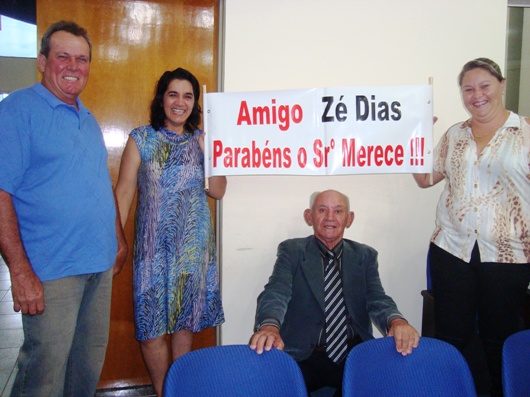 Amigo Zé Dias
Parabéns o Srº Merece !!!